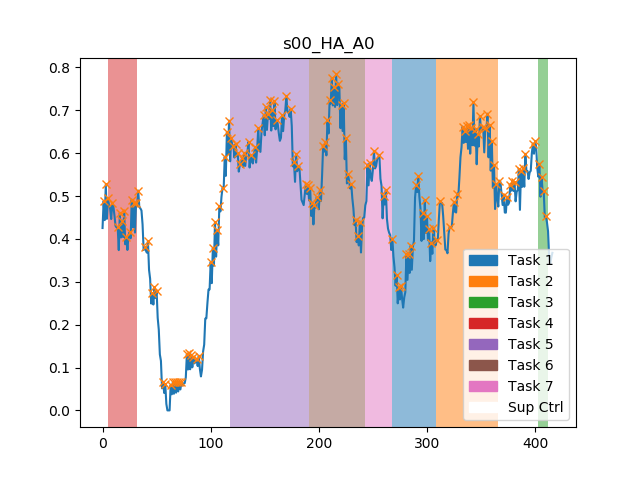 s00_HA_A0
0.8
0.7
0.6
0.5
0.4
0.3
0.2
0.1
0.0
0 100 200 300 400
Task 1
Task 2
Task 3
Task 4
Task 5
Task 6
Task 7
Sup Ctrl